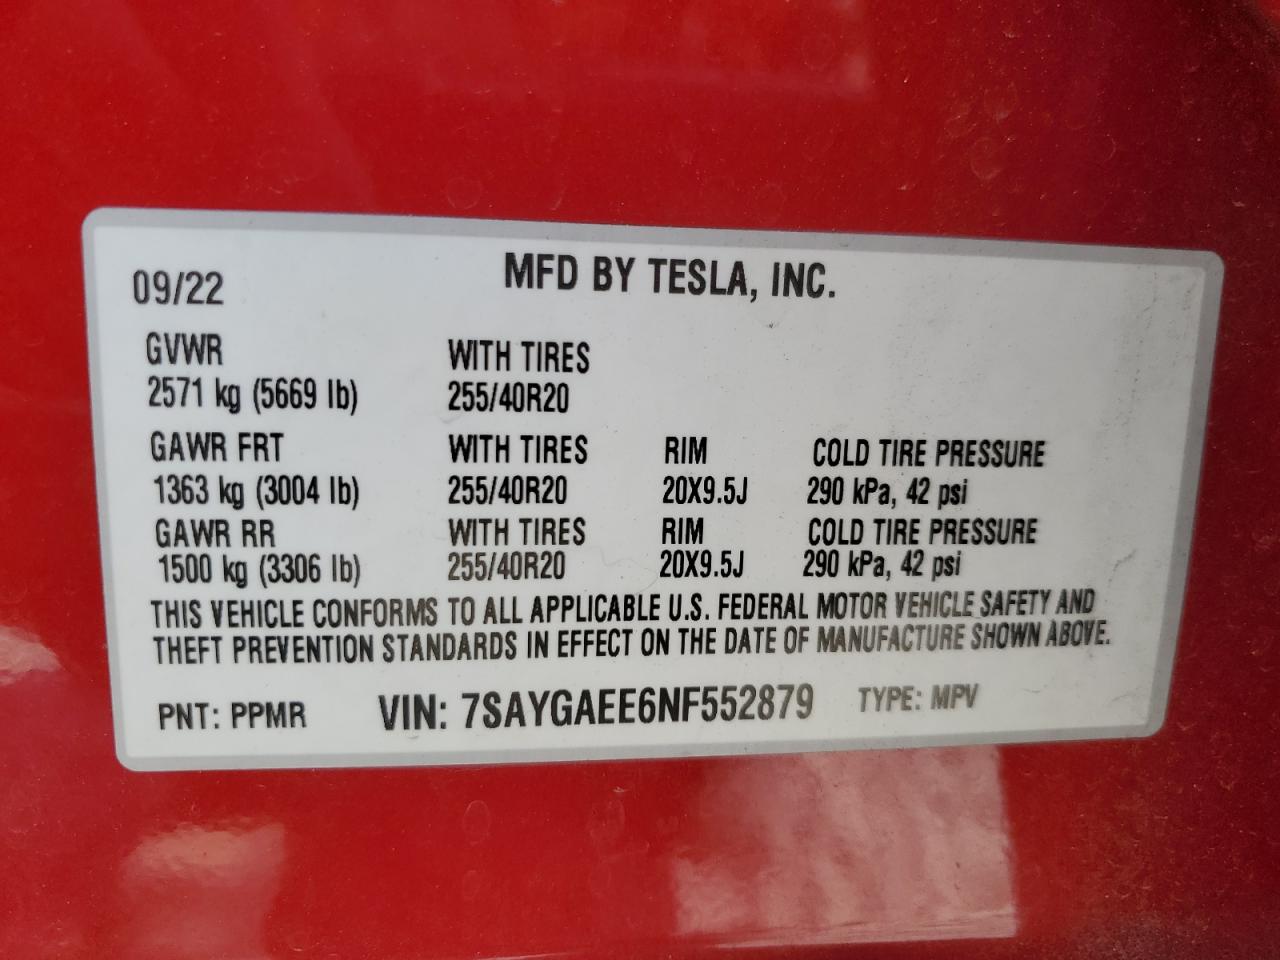 MFD BY TESLA, INC.
09/22
GVWR WITH TIRES
2571 kg (5669 lb) 255/40R20
GAWR FRT WITH TIRES RIM COLD TIRE PRESSURE
1363 kg (3004 lb) 255/40R20 20X9.5J 290 kPa, 42 psi
GAWR RR WITH TIRES RIM COLD TIRE PRESSURE
1500 kg (3306 lb) 255/40R20 20X9.5J 290 kPa, 42 psi
THIS VEHICLE CONFORMS TO ALL APPLICABLE U.S. FEDERAL MOTOR VEHICLE SAFETY AND
THEFT PREVENTION STANDARDS IN EFFECT ON THE DATE OF MANUFACTURE SHOWN ABOVE.
PNT: PPMR VIN: 7SAYGAEE6NF552879 TYPE: MPV